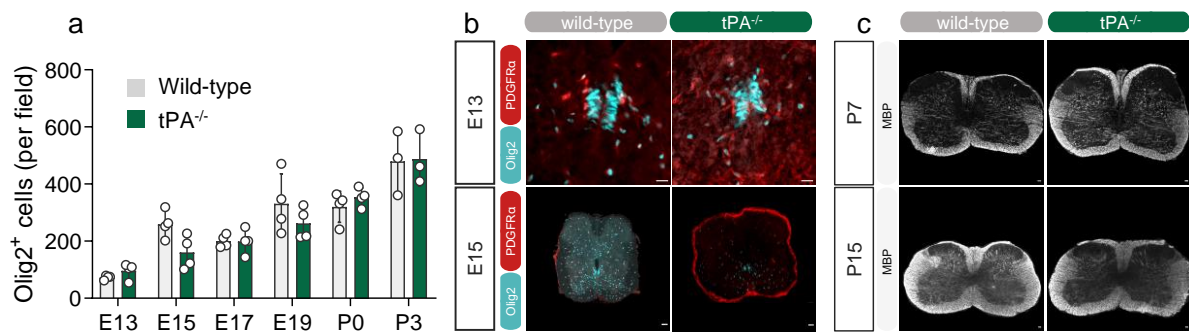 a
Olig2+ cells (per field)
800
600
400
200
0
Wild-type
tPA-/-
E13 E15 E17 E19 P0 P3
b
wild-type tPA-/-
E13
PDGFRα
Olig2
E15
PDGFRα
Olig2
c
wild-type tPA-/-
P7
MBP
P15
MBP